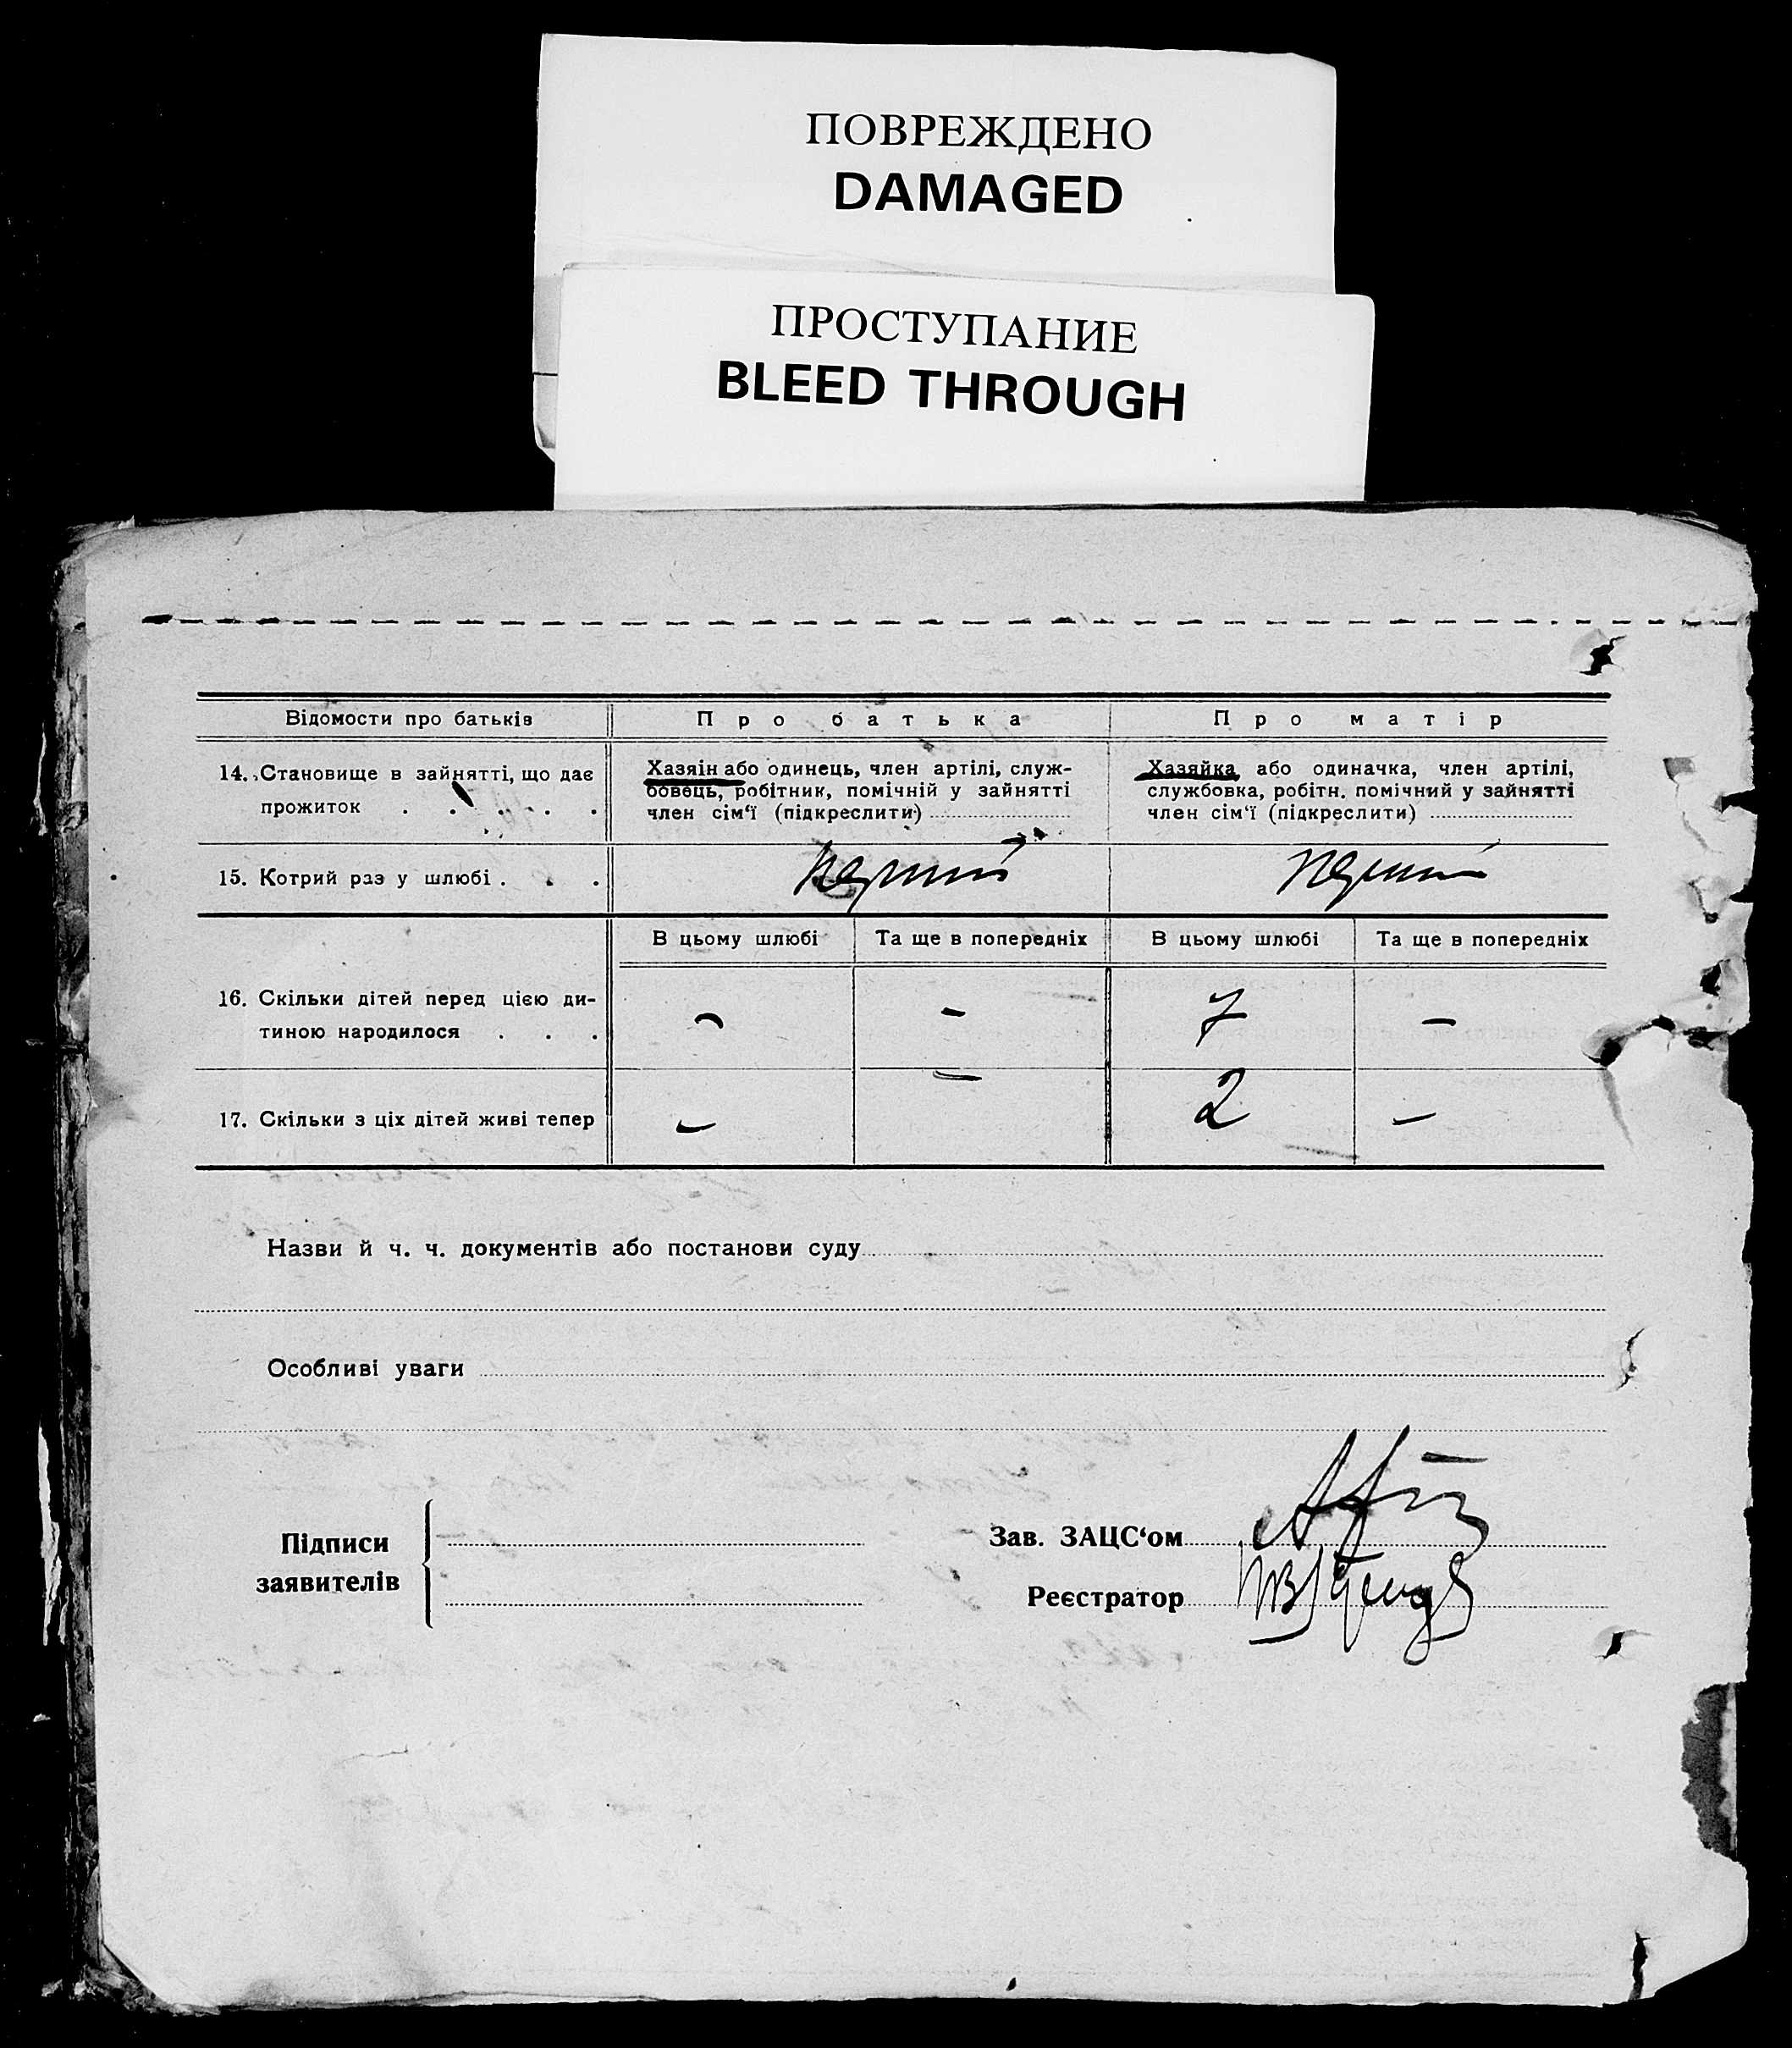 ПОВРЕЖДЕНО
DAMAGED
ПРОСТУПАНИЕ
BLEED THROUGH
Відомости про батьків Про батька Про матір
14. Становище в зайнятті, що дає
прожиток . . . . .
Хазяін або одинець, член артілі, служ-
бовець, робітник, помічній у зайнятті
член сім‘ї (підкреслити)
Хазяйка або одиначка, член артілі,
службовка, робітн. помічний у зайнятті
член сім‘ї (підкреслити)
15. Котрий раз у шлюбі . . . перший перший
В цьому шлюбі Та ще в попередніх В цьому шлюбі Та ще в попередніх
16. Скільки дітей перед цією ди-
тиною народилося . . . – – 7 –
17. Скільки з ціх дітей живі тепер – – 2 –
Назви й ч. ч. документів або постанови суду
Особливі уваги
Підписи
заявителів
Зав. ЗАЦС‘ом
Реєстратор